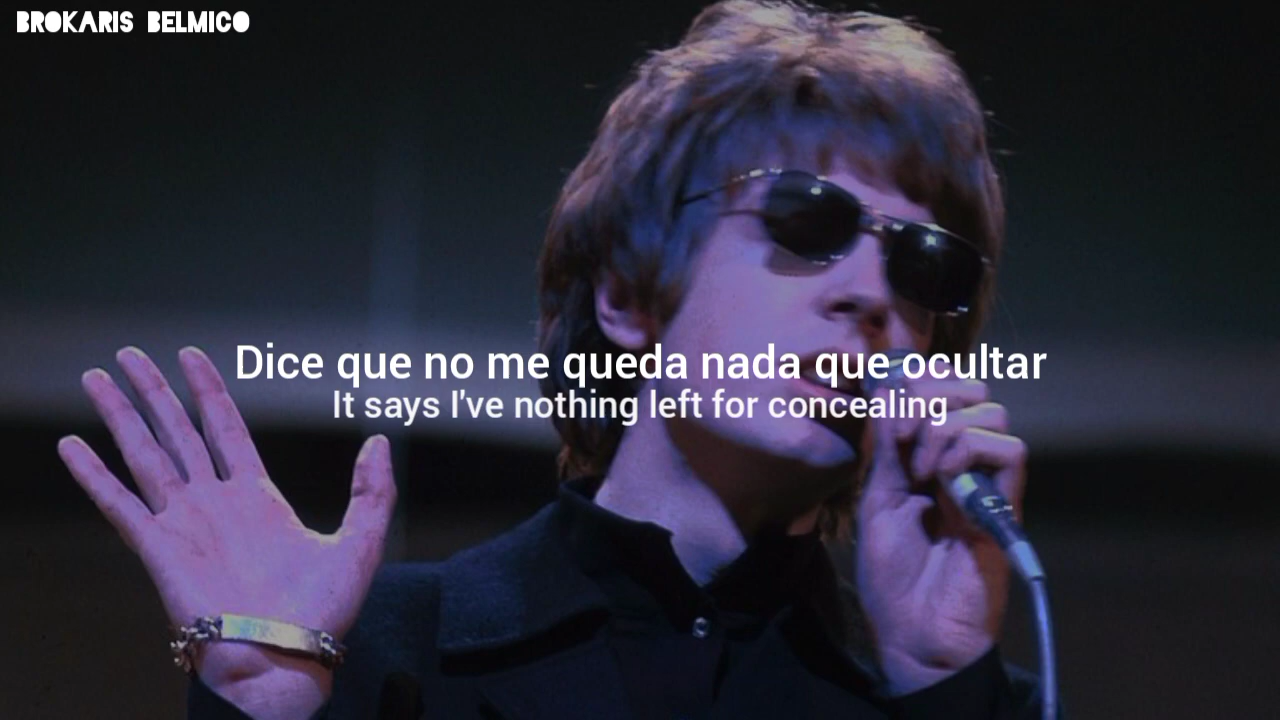 BROKARIS BELMICO
Dice que no me queda nada que ocultar
It says I've nothing left for concealing